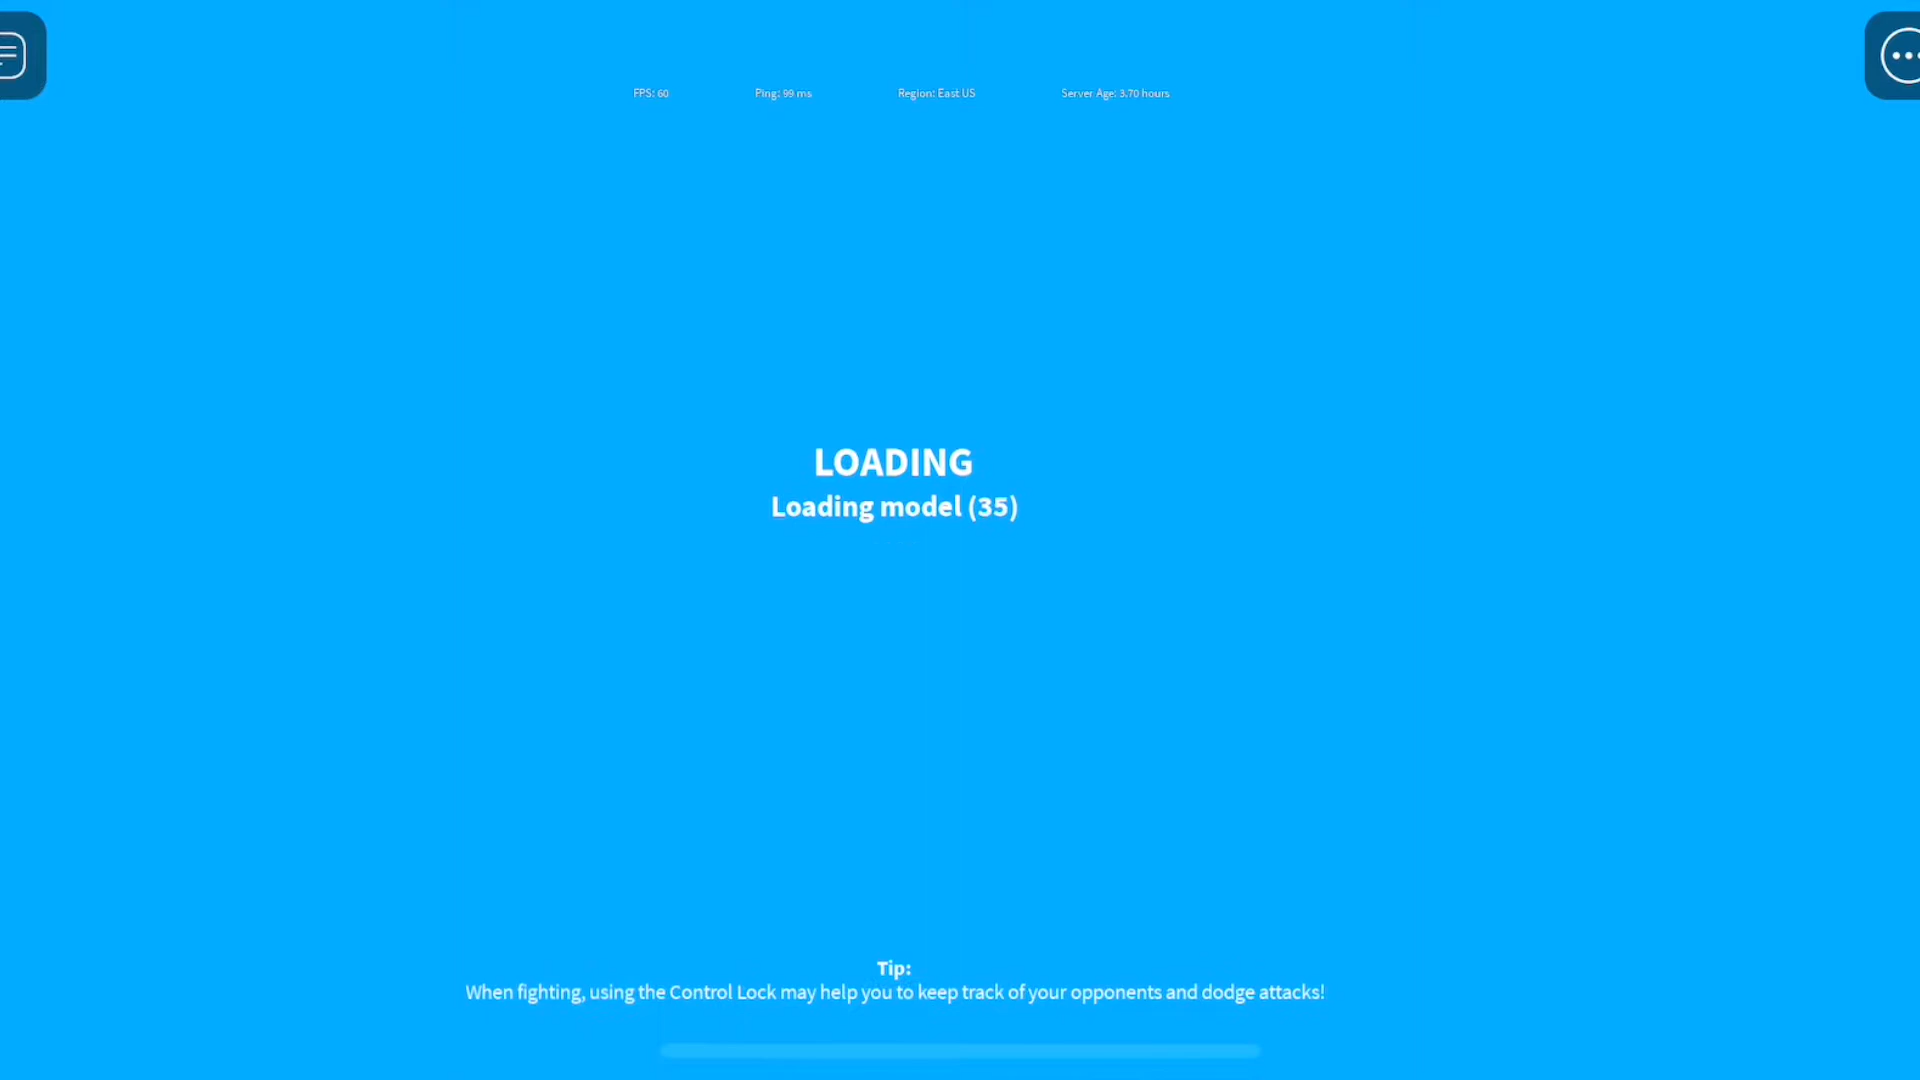 FPS: 60 Ping: 99 ms Region: East US Server Age: 3.70 hours
LOADING
Loading model (35)
Tip:
When fighting, using the Control Lock may help you to keep track of your opponents and dodge attacks!